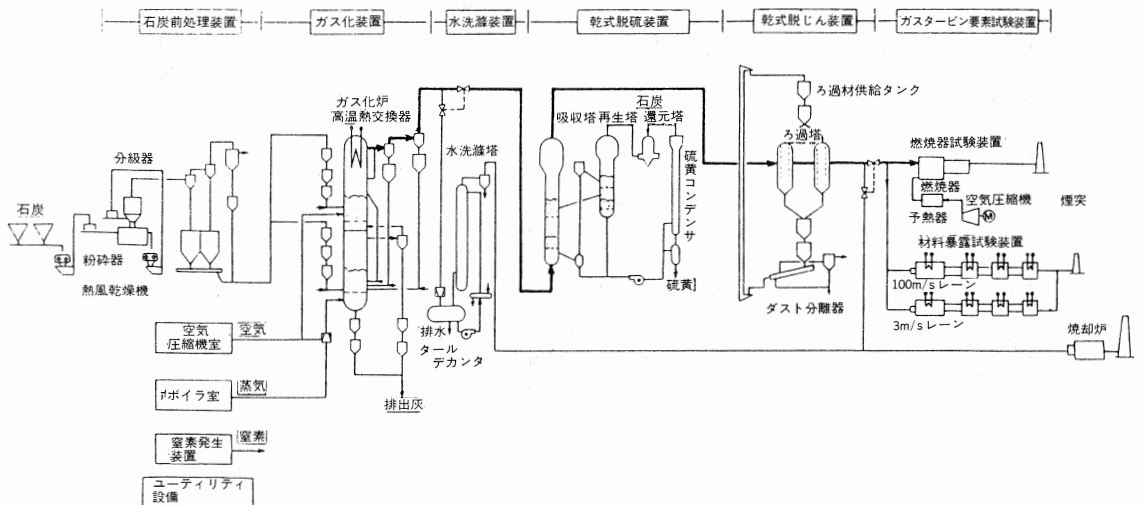 石炭前処理装置
ガス化装置
水洗滌装置
乾式脱硫装置
乾式脱じん装置
ガスタービン要素試験装置
ガス化炉
高温熱交換器
分級器
石炭
粉砕器
熱風乾燥機
水洗滌塔
排水
タール
デカンタ
吸収塔
再生塔
石炭
還元塔
硫黄コンデンサ
硫黄
ろ過材供給タンク
ろ過塔
ダスト分離器
燃焼器試験装置
燃焼器
空気圧縮機
予熱器
M
煙突
材料暴露試験装置
100m/sレーン
3m/sレーン
焼却炉
空気
圧縮機室
空気
ボイラ室
蒸気
排出灰
窒素発生
装置
窒素
ユーティリティ
設備